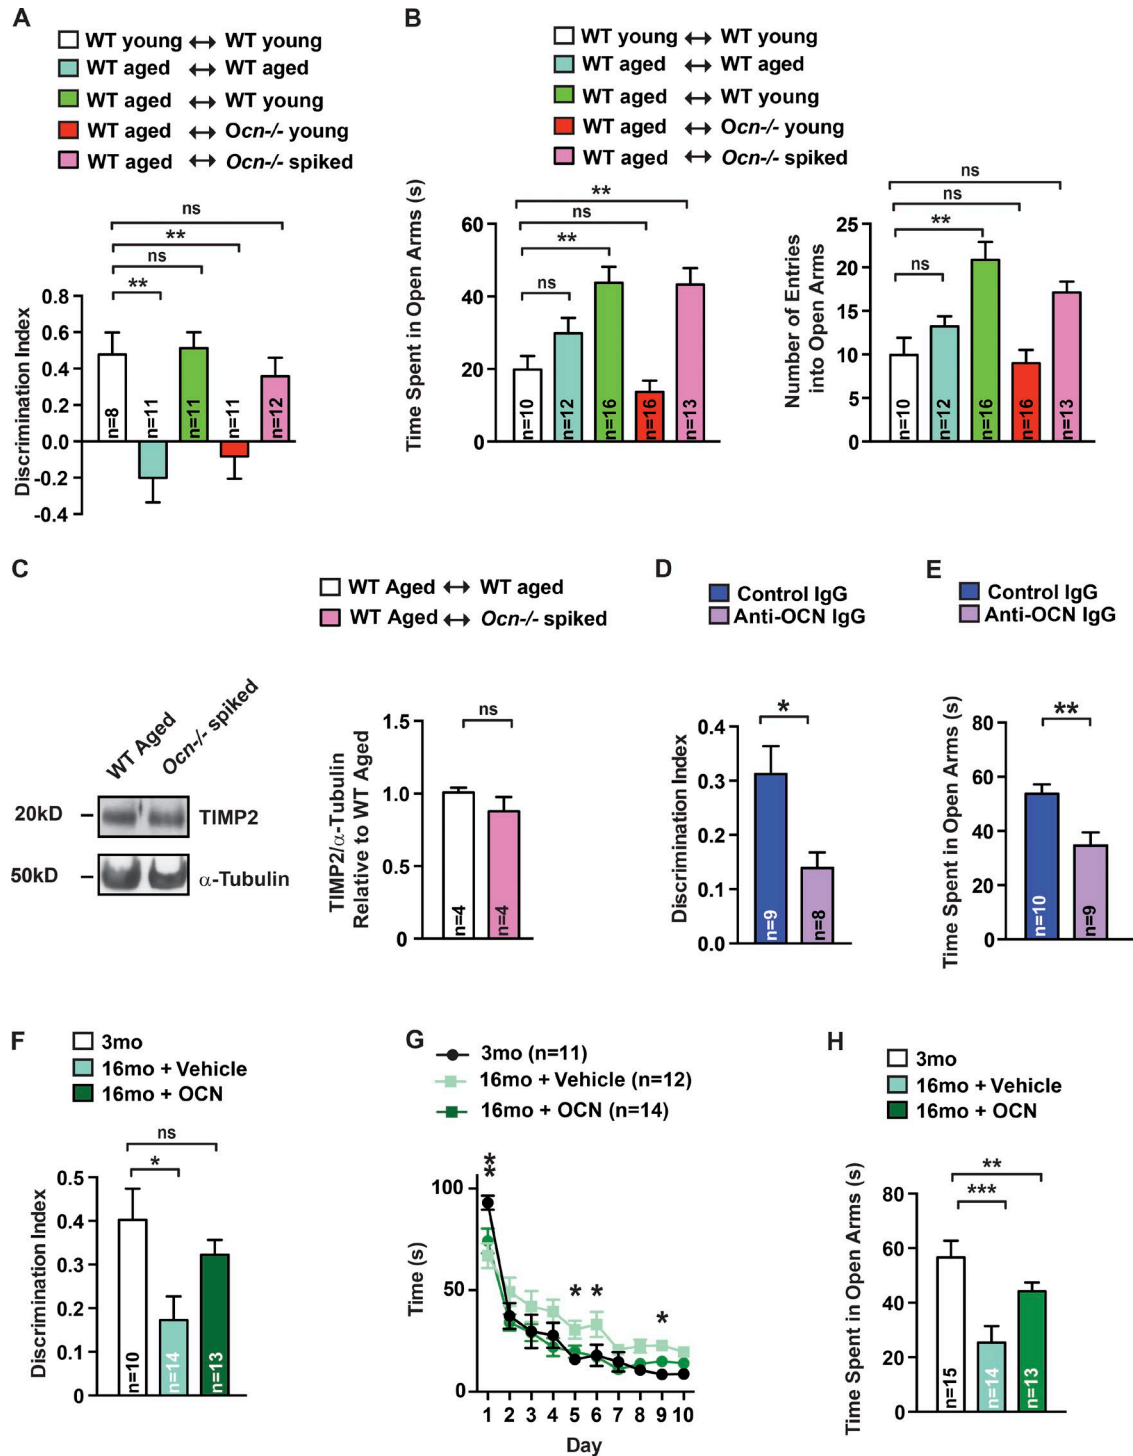 A
WT young ↔ WT young
WT aged ↔ WT aged
WT aged ↔ WT young
WT aged ↔ Ocn-/- young
WT aged ↔ Ocn-/- spiked
ns
**
ns
**
Discrimination Index
0.8
0.6
0.4
0.2
0.0
-0.2
-0.4
n=8
n=11
n=11
n=11
n=12
B
WT young ↔ WT young
WT aged ↔ WT aged
WT aged ↔ WT young
WT aged ↔ Ocn-/- young
WT aged ↔ Ocn-/- spiked
Time Spent in Open Arms (s)
60
40
20
0
**
ns
**
ns
n=10
n=12
n=16
n=16
n=13
Number of Entries
into Open Arms
25
20
15
10
5
0
ns
ns
**
ns
n=10
n=12
n=16
n=16
n=13
C
WT Aged ↔ WT aged
WT Aged ↔ Ocn-/- spiked
WT Aged
Ocn-/- spiked
20kD
TIMP2
50kD
α-Tubulin
TIMP2/α-Tubulin
Relative to WT Aged
1.5
1.0
0.5
0
ns
n=4
n=4
D
Control IgG
Anti-OCN IgG
Discrimination Index
0.4
0.3
0.2
0.1
0.0
*
n=9
n=8
E
Control IgG
Anti-OCN IgG
Time Spent in Open Arms (s)
80
60
40
20
0
**
n=10
n=9
F
3mo
16mo + Vehicle
16mo + OCN
Discrimination Index
0.5
0.4
0.3
0.2
0.1
0
ns
*
n=10
n=14
n=13
G
3mo (n=11)
16mo + Vehicle (n=12)
16mo + OCN (n=14)
Time (s)
100
50
0
**
*
*
*
1 2 3 4 5 6 7 8 9 10
Day
H
3mo
16mo + Vehicle
16mo + OCN
Time Spent in Open Arms (s)
80
60
40
20
0
**
***
n=15
n=14
n=13